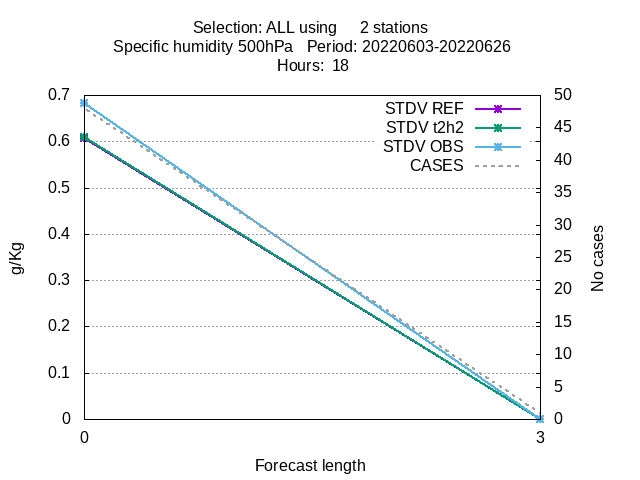 Selection: ALL using 2 stations
Specific humidity 500hPa Period: 20220603-20220626
Hours: 18
0.7
0.6
0.5
0.4
0.3
0.2
0.1
0
g/Kg
STDV REF
STDV t2h2
STDV OBS
CASES
50
45
40
35
30
25
20
15
10
5
0
No cases
0 3
Forecast length